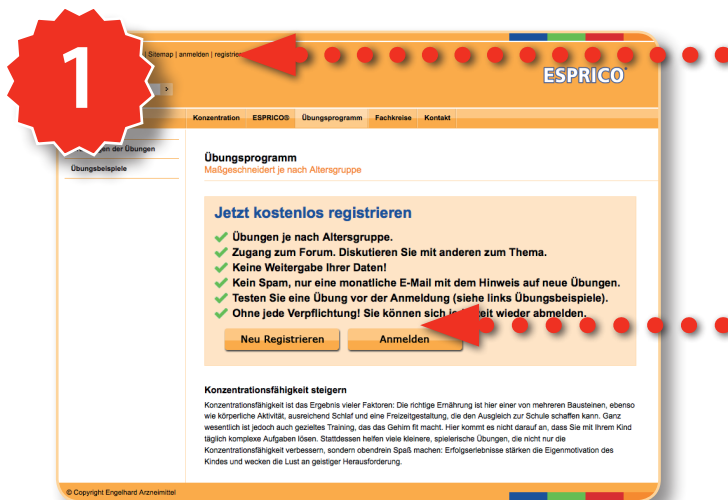 1
| Sitemap | anmelden | registrieren
>
ESPRICO®
Konzentration ESPRICO® Übungsprogramm Fachkreise Kontakt
der Übungen
Übungsbeispiele
Übungsprogramm
Maßgeschneidert je nach Altersgruppe
Jetzt kostenlos registrieren
Übungen je nach Altersgruppe.
Zugang zum Forum. Diskutieren Sie mit anderen zum Thema.
Keine Weitergabe Ihrer Daten!
Kein Spam, nur eine monatliche E-Mail mit dem Hinweis auf neue Übungen.
Testen Sie eine Übung vor der Anmeldung (siehe links Übungsbeispiele).
Ohne jede Verpflichtung! Sie können sich jederzeit wieder abmelden.
Neu Registrieren Anmelden
Konzentrationsfähigkeit steigern
Konzentrationsfähigkeit ist das Ergebnis vieler Faktoren: Die richtige Ernährung ist hier einer von mehreren Bausteinen, ebenso
wie körperliche Aktivität, ausreichend Schlaf und eine Freizeitgestaltung, die den Ausgleich zur Schule schaffen kann. Ganz
wesentlich ist jedoch auch gezieltes Training, das das Gehirn fit macht. Hier kommt es nicht darauf an, dass Sie mit Ihrem Kind
täglich komplexe Aufgaben lösen. Stattdessen helfen viele kleinere, spielerische Übungen, die nicht nur die
Konzentrationsfähigkeit verbessern, sondern obendrein Spaß machen: Erfolgserlebnisse stärken die Eigenmotivation des
Kindes und wecken die Lust an geistiger Herausforderung.
© Copyright Engelhard Arzneimittel